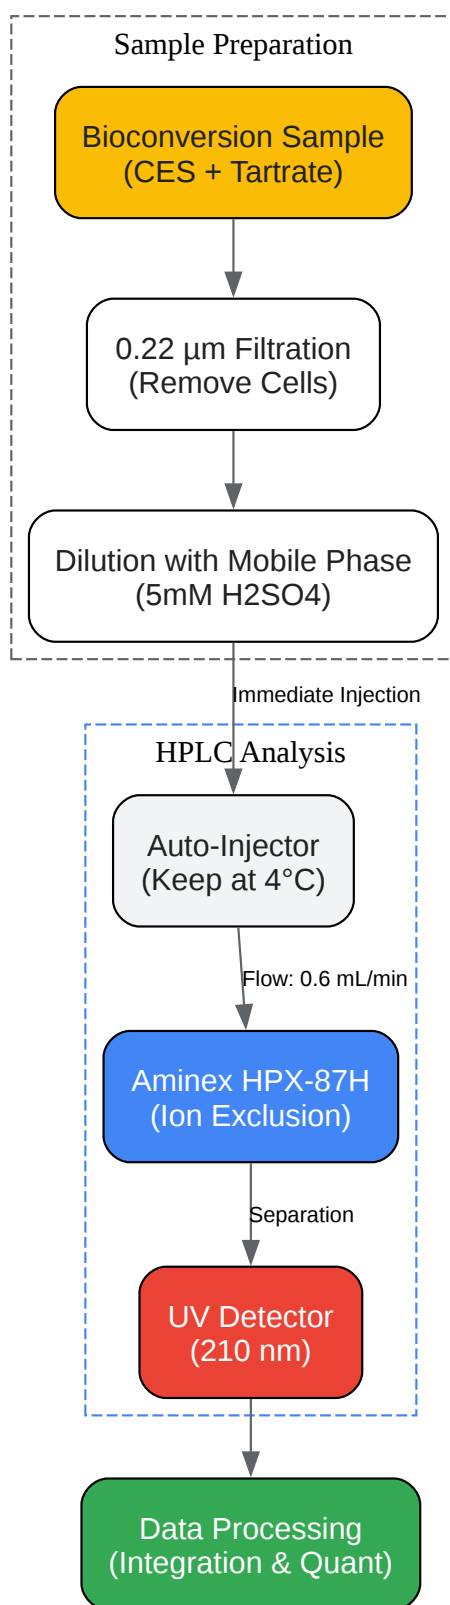 Sample Preparation
Bioconversion Sample
(CES + Tartrate)
0.22 µm Filtration
(Remove Cells)
Dilution with Mobile Phase
(5mM H2SO4)
Immediate Injection
HPLC Analysis
Auto-Injector
(Keep at 4°C)
Flow: 0.6 mL/min
Aminex HPX-87H
(Ion Exclusion)
Separation
UV Detector
(210 nm)
Data Processing
(Integration & Quant)